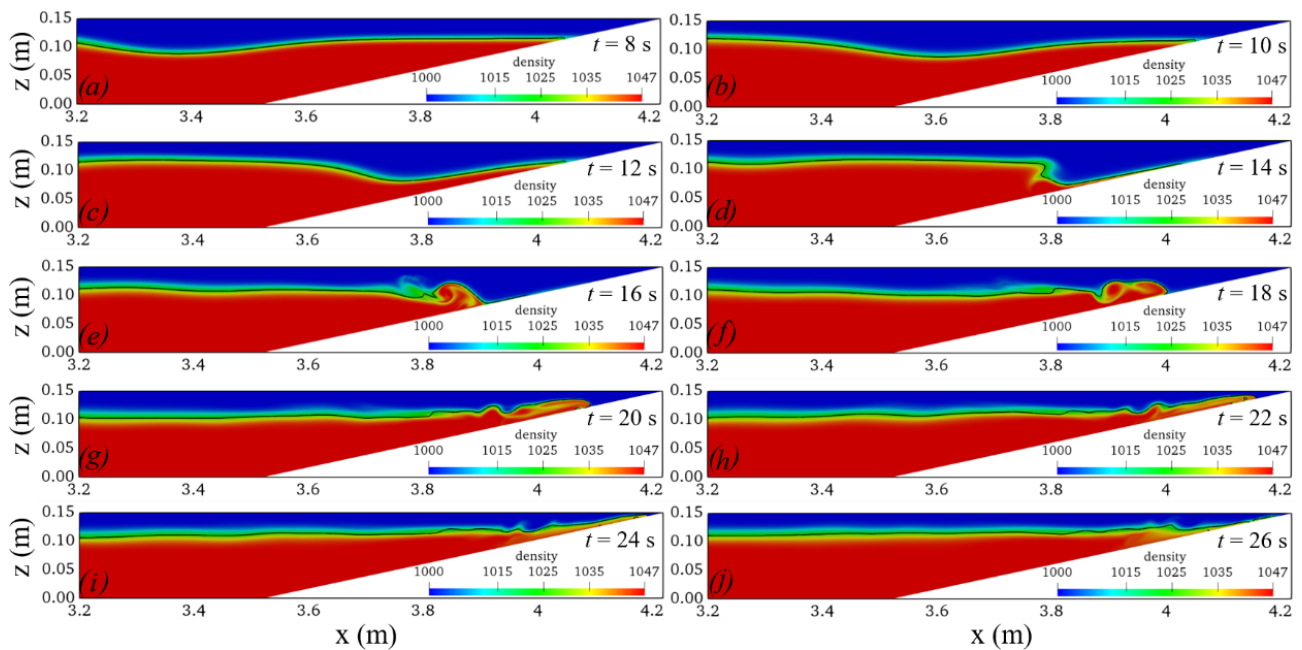 0.15
0.10
0.05
0.00
z (m)
(a)
t = 8 s
density
1000 1015 1025 1035 1047
3.2 3.4 3.6 3.8 4 4.2
0.15
0.10
0.05
0.00
(b)
t = 10 s
density
1000 1015 1025 1035 1047
3.2 3.4 3.6 3.8 4 4.2
0.15
0.10
0.05
0.00
z (m)
(c)
t = 12 s
density
1000 1015 1025 1035 1047
3.2 3.4 3.6 3.8 4 4.2
0.15
0.10
0.05
0.00
(d)
t = 14 s
density
1000 1015 1025 1035 1047
3.2 3.4 3.6 3.8 4 4.2
0.15
0.10
0.05
0.00
z (m)
(e)
t = 16 s
density
1000 1015 1025 1035 1047
3.2 3.4 3.6 3.8 4 4.2
0.15
0.10
0.05
0.00
(f)
t = 18 s
density
1000 1015 1025 1035 1047
3.2 3.4 3.6 3.8 4 4.2
0.15
0.10
0.05
0.00
z (m)
(g)
t = 20 s
density
1000 1015 1025 1035 1047
3.2 3.4 3.6 3.8 4 4.2
0.15
0.10
0.05
0.00
(h)
t = 22 s
density
1000 1015 1025 1035 1047
3.2 3.4 3.6 3.8 4 4.2
0.15
0.10
0.05
0.00
z (m)
(i)
t = 24 s
density
1000 1015 1025 1035 1047
3.2 3.4 3.6 3.8 4 4.2
x (m)
0.15
0.10
0.05
0.00
(j)
t = 26 s
density
1000 1015 1025 1035 1047
3.2 3.4 3.6 3.8 4 4.2
x (m)